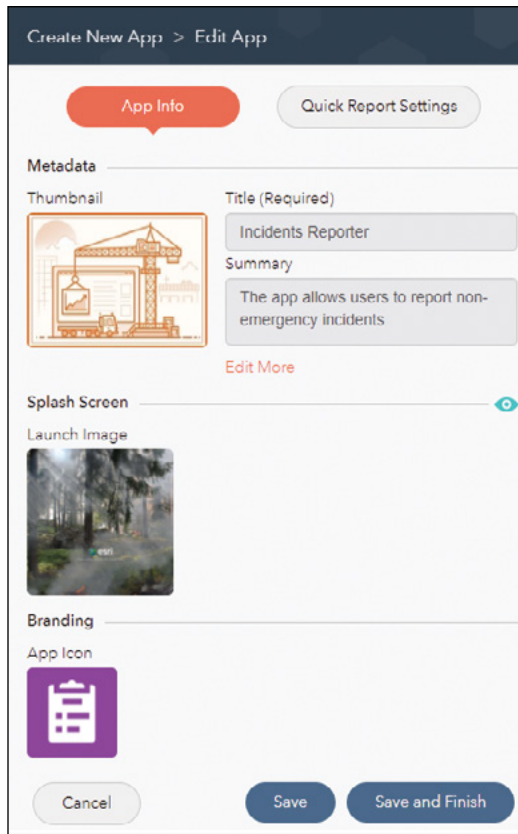 Create New App > Edit App
App Info
Quick Report Settings
Metadata
Thumbnail
Title (Required)
Incidents Reporter
Summary
The app allows users to report non-
emergency incidents
Edit More
Splash Screen
Launch Image
esri
Branding
App Icon
Cancel
Save
Save and Finish